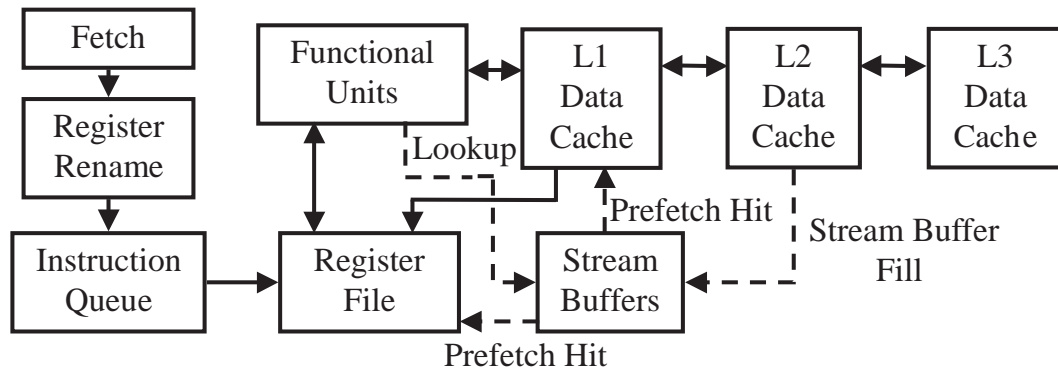 Fetch
Register
Rename
Instruction
Queue
Functional
Units
Lookup
Register
File
L1
Data
Cache
Prefetch Hit
Stream
Buffers
Prefetch Hit
L2
Data
Cache
Stream Buffer
Fill
L3
Data
Cache